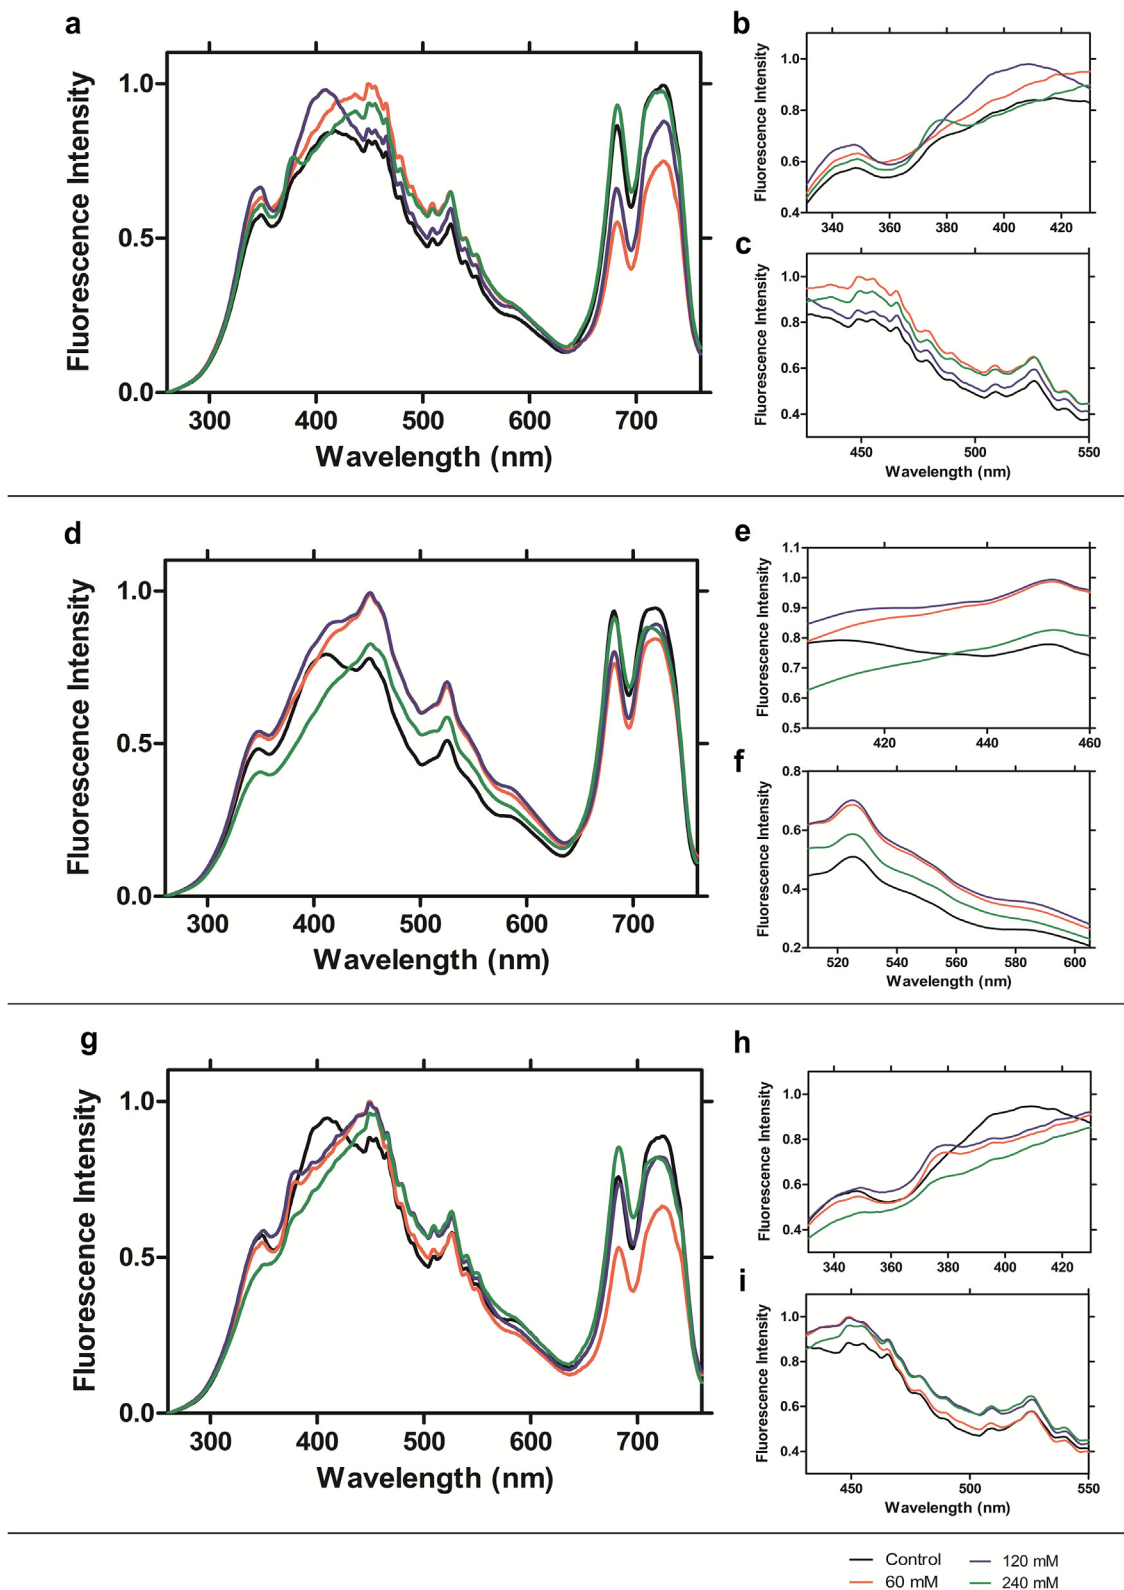 a
Fluorescence Intensity
1.0
0.5
0.0
300 400 500 600 700
Wavelength (nm)
b
Fluorescence Intensity
1.0
0.8
0.6
0.4
340 360 380 400 420
c
Fluorescence Intensity
1.0
0.8
0.6
0.4
450 500 550
Wavelength (nm)
d
Fluorescence Intensity
1.0
0.5
0.0
300 400 500 600 700
Wavelength (nm)
e
Fluorescence Intensity
1.1
1.0
0.9
0.8
0.7
0.6
0.5
420 440 460
f
Fluorescence Intensity
0.8
0.6
0.4
0.2
520 540 560 580 600
Wavelength (nm)
g
Fluorescence Intensity
1.0
0.5
0.0
300 400 500 600 700
Wavelength (nm)
h
Fluorescence Intensity
1.0
0.8
0.6
0.4
340 360 380 400 420
i
Fluorescence Intensity
1.0
0.8
0.6
0.4
450 500 550
Wavelength (nm)
Control 120 mM
60 mM 240 mM